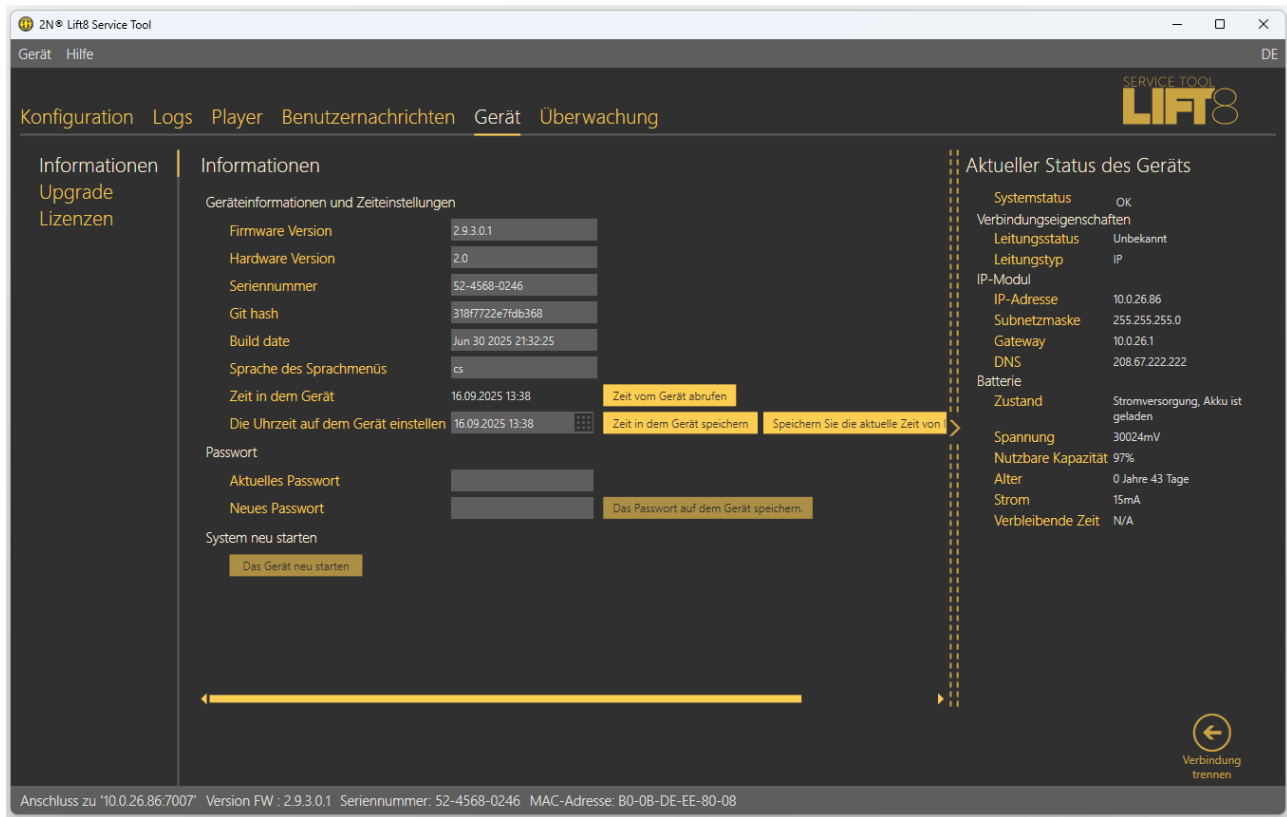 2N® Lift8 Service Tool
Gerät Hilfe DE
SERVICE TOOL
LIFT8
Konfiguration Logs Player Benutzernachrichten Gerät Überwachung
Informationen
Upgrade
Lizenzen
Informationen
Geräteinformationen und Zeiteinstellungen
Firmware Version 2.9.3.0.1
Hardware Version 2.0
Seriennummer 52-4568-0246
Git hash 318f7722e7fdb368
Build date Jun 30 2025 21:32:25
Sprache des Sprachmenüs cs
Zeit in dem Gerät 16.09.2025 13:38 Zeit vom Gerät abrufen
Die Uhrzeit auf dem Gerät einstellen 16.09.2025 13:38 Zeit in dem Gerät speichern Speichern Sie die aktuelle Zeit von
Passwort
Aktuelles Passwort
Neues Passwort Das Passwort auf dem Gerät speichern.
System neu starten
Das Gerät neu starten
Aktueller Status des Geräts
Systemstatus OK
Verbindungseigenschaften
Leitungsstatus Unbekannt
Leitungstyp IP
IP-Modul
IP-Adresse 10.0.26.86
Subnetzmaske 255.255.255.0
Gateway 10.0.26.1
DNS 208.67.222.222
Batterie
Zustand Stromversorgung, Akku ist
geladen
Spannung 30024mV
Nutzbare Kapazität 97%
Alter 0 Jahre 43 Tage
Strom 15mA
Verbleibende Zeit N/A
Verbindung
trennen
Anschluss zu '10.0.26.86:7007' Version FW : 2.9.3.0.1 Seriennummer: 52-4568-0246 MAC-Adresse: B0-0B-DE-EE-80-08